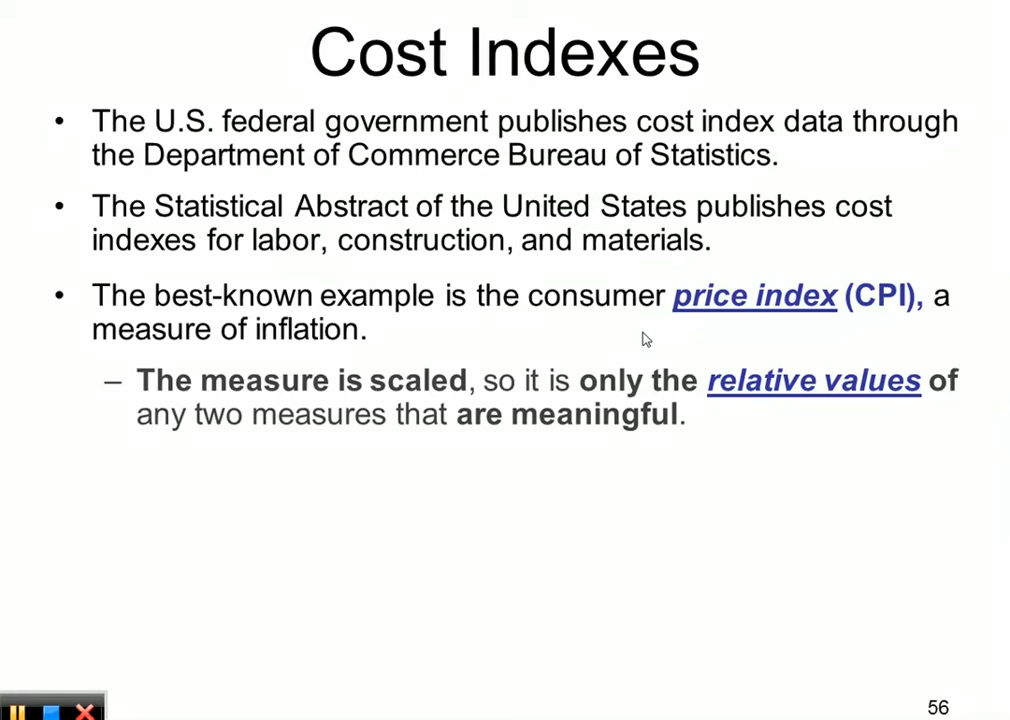 Cost Indexes
• The U.S. federal government publishes cost index data through
the Department of Commerce Bureau of Statistics.
• The Statistical Abstract of the United States publishes cost
indexes for labor, construction, and materials.
• The best-known example is the consumer price index (CPI), a
measure of inflation.
– The measure is scaled, so it is only the relative values of
any two measures that are meaningful.
56